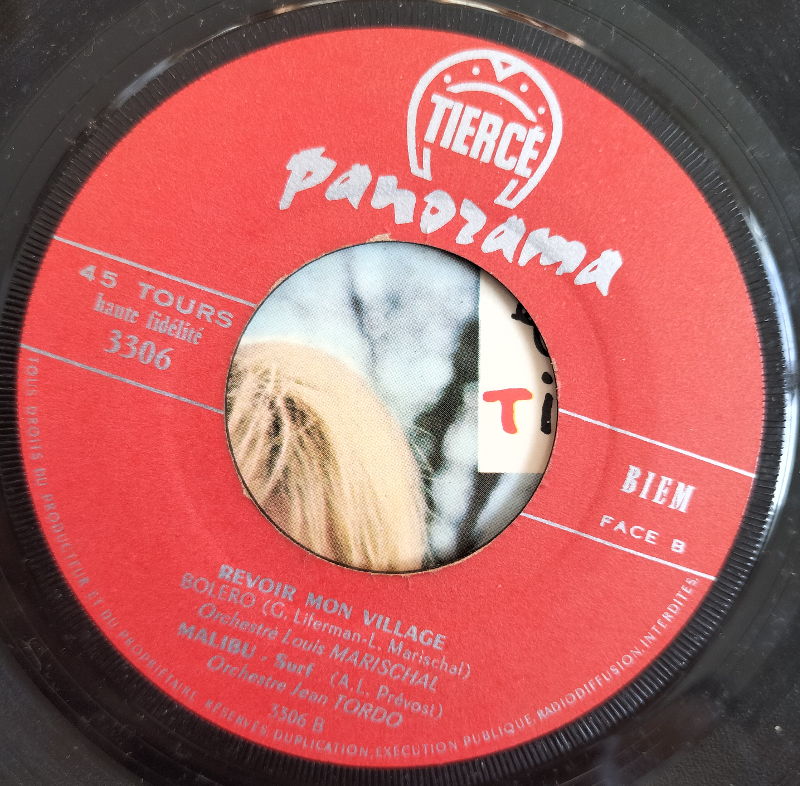 TIERCÉ
panorama
45 TOURS
haute fidélité
3306
Ti
BIEM
FACE B
REVOIR MON VILLAGE
BOLERO (G. Liferman-L. Marischal)
Orchestre Louis MARISCHAL
MALIBU - Surf (A.L. Prévost)
Orchestre Jean TORDO
3306 B
TOUS DROITS DU PRODUCTEUR ET DU PROPRIÉTAIRE RÉSERVÉS, DUPLICATION, EXÉCUTION PUBLIQUE, RADIODIFFUSION, INTERDITES.